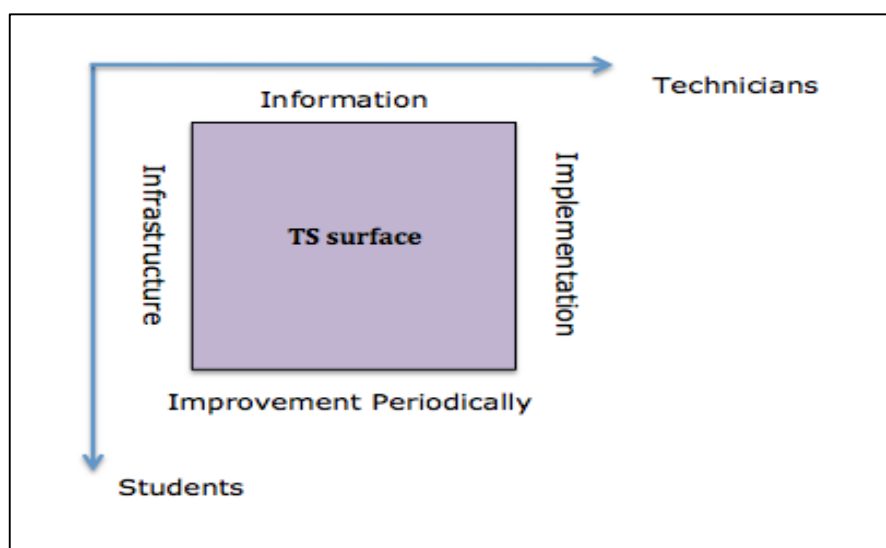 Technicians
Information
Infrastructure
Implementation
TS surface
Improvement Periodically
Students